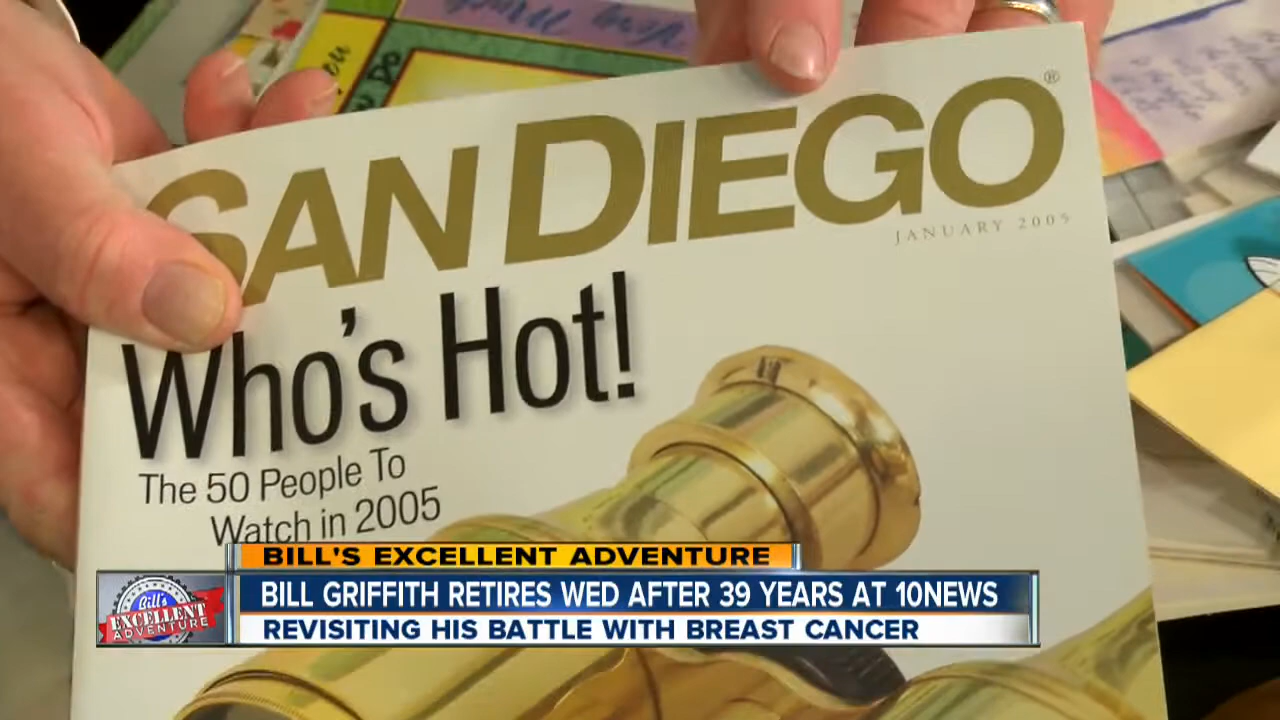 SAN DIEGO®
JANUARY 2005
Who's Hot!
The 50 People To
Watch in 2005
BILL'S EXCELLENT ADVENTURE
BILL GRIFFITH RETIRES WED AFTER 39 YEARS AT 10NEWS
REVISITING HIS BATTLE WITH BREAST CANCER
Bill's
EXCELLENT
ADVENTURE